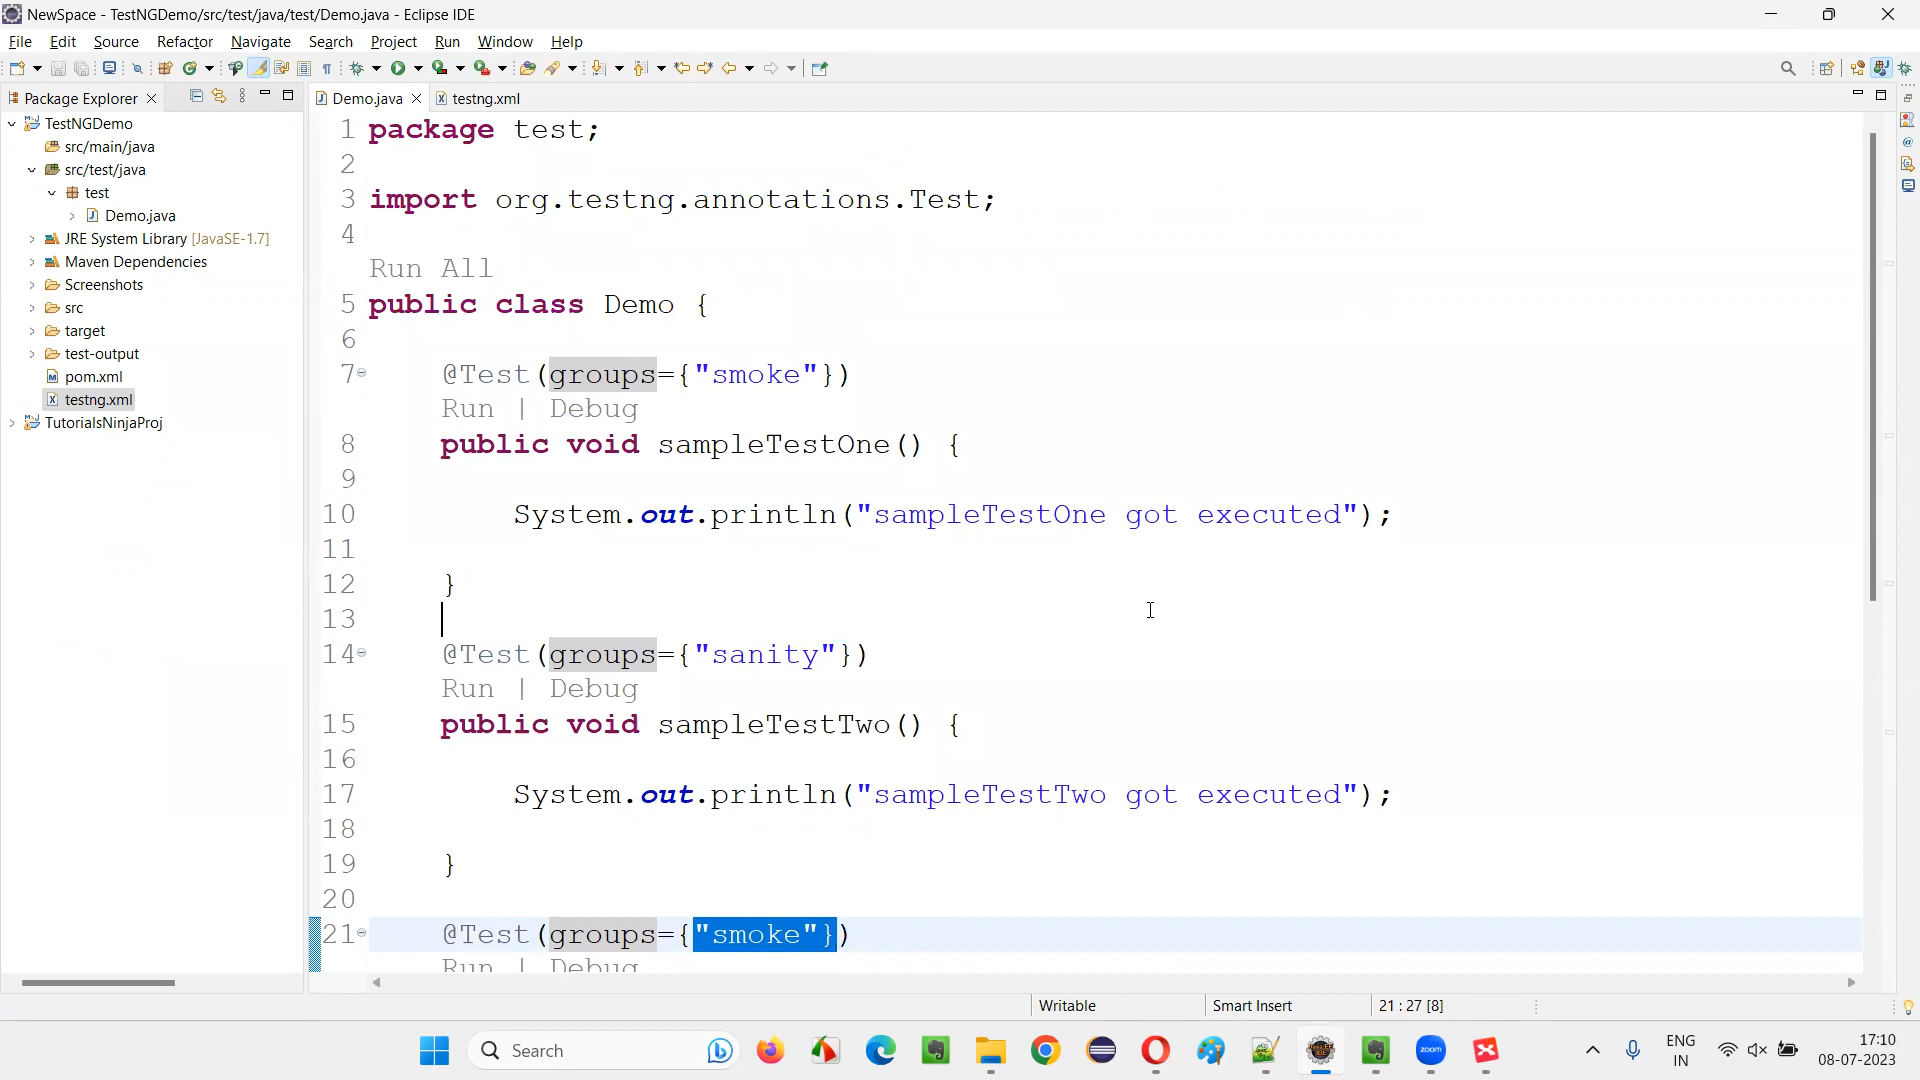 NewSpace - TestNGDemo/src/test/java/test/Demo.java - Eclipse IDE
File Edit Source Refactor Navigate Search Project Run Window Help
Package Explorer
Demo.java testng.xml
TestNGDemo
src/main/java
src/test/java
test
Demo.java
JRE System Library [JavaSE-1.7]
Maven Dependencies
Screenshots
src
target
test-output
pom.xml
testng.xml
TutorialsNinjaProj
1 package test;
2
3 import org.testng.annotations.Test;
4
Run All
5 public class Demo {
6
7 @Test(groups={"smoke"})
Run | Debug
8 public void sampleTestOne() {
9
10 System.out.println("sampleTestOne got executed");
11
12 }
13
14 @Test(groups={"sanity"})
Run | Debug
15 public void sampleTestTwo() {
16
17 System.out.println("sampleTestTwo got executed");
18
19 }
20
21 @Test(groups={"smoke"})
Run | Debug
Writable Smart Insert 21 : 27 [8]
Search
zoom
ENG
IN
17:10
08-07-2023